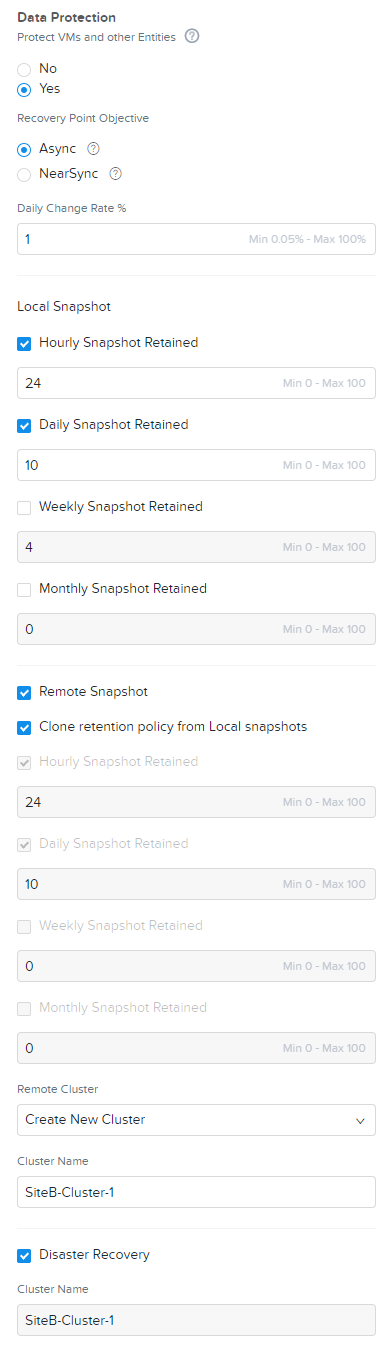 Data Protection
Protect VMs and other Entities ?
No
Yes
Recovery Point Objective
Async ?
NearSync ?
Daily Change Rate %
1 Min 0.05% - Max 100%
Local Snapshot
Hourly Snapshot Retained
24 Min 0 - Max 100
Daily Snapshot Retained
10 Min 0 - Max 100
Weekly Snapshot Retained
4 Min 0 - Max 100
Monthly Snapshot Retained
0 Min 0 - Max 100
Remote Snapshot
Clone retention policy from Local snapshots
Hourly Snapshot Retained
24 Min 0 - Max 100
Daily Snapshot Retained
10 Min 0 - Max 100
Weekly Snapshot Retained
0 Min 0 - Max 100
Monthly Snapshot Retained
0 Min 0 - Max 100
Remote Cluster
Create New Cluster
Cluster Name
SiteB-Cluster-1
Disaster Recovery
Cluster Name
SiteB-Cluster-1